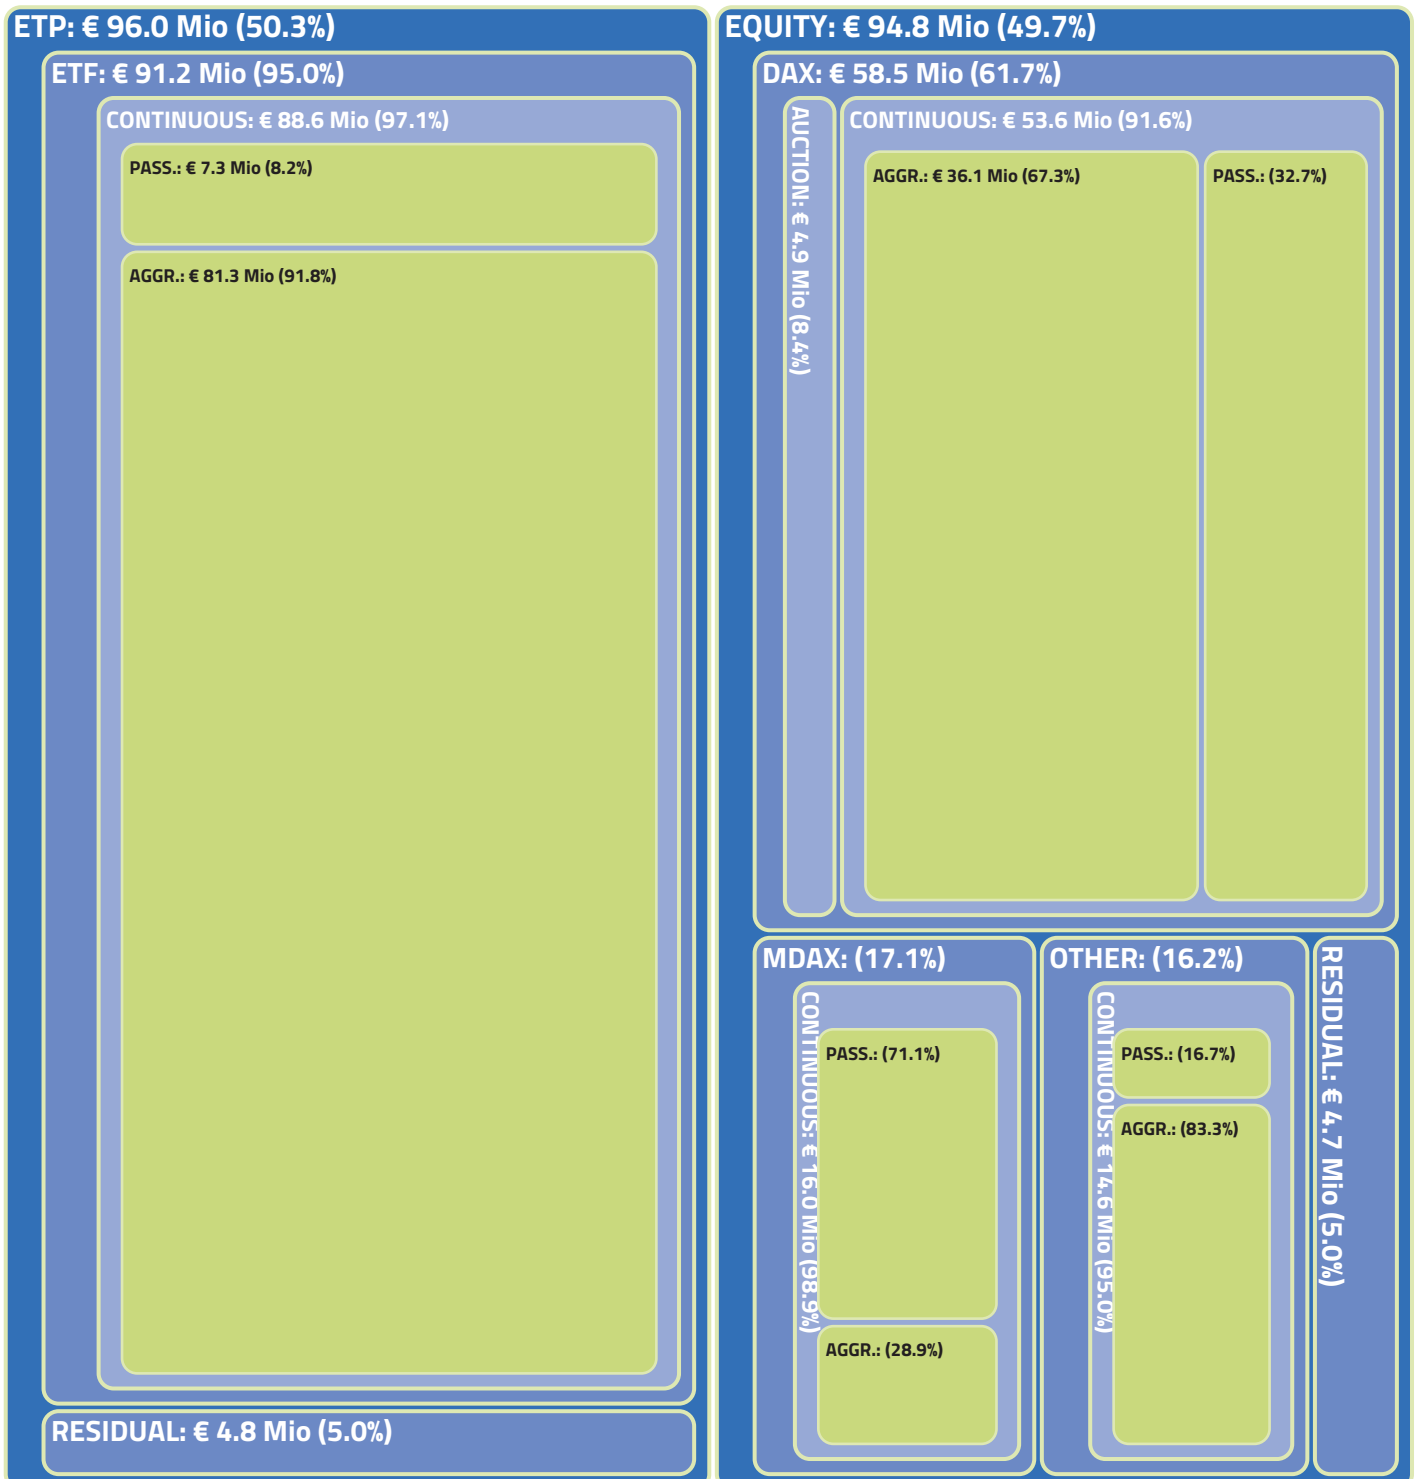 ETP: € 96.0 Mio (50.3%)
ETF: € 91.2 Mio (95.0%)
CONTINUOUS: € 88.6 Mio (97.1%)
PASS.: € 7.3 Mio (8.2%)
AGGR.: € 81.3 Mio (91.8%)
RESIDUAL: € 4.8 Mio (5.0%)
EQUITY: € 94.8 Mio (49.7%)
DAX: € 58.5 Mio (61.7%)
AUCTION: € 4.9 Mio (8.4%)
CONTINUOUS: € 53.6 Mio (91.6%)
AGGR.: € 36.1 Mio (67.3%)
PASS.: (32.7%)
MDAX: (17.1%)
CONTINUOUS: € 16.0 Mio (98.9%)
PASS.: (71.1%)
AGGR.: (28.9%)
OTHER: (16.2%)
CONTINUOUS: € 14.6 Mio (95.0%)
PASS.: (16.7%)
AGGR.: (83.3%)
RESIDUAL: € 4.7 Mio (5.0%)